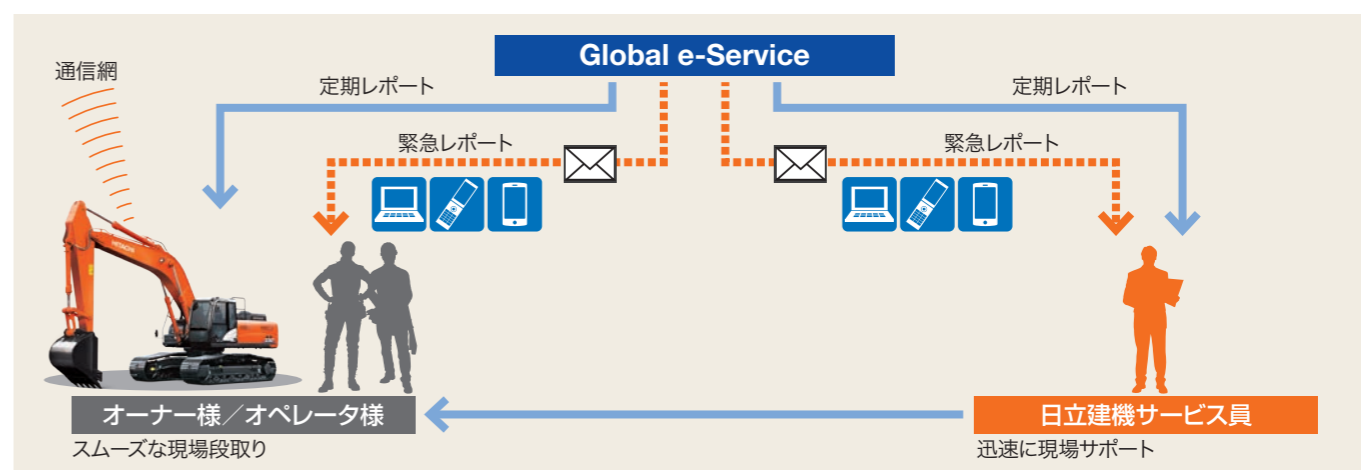 Global e-Service
通信網
定期レポート
定期レポート
緊急レポート
緊急レポート
HITACHI
オーナー様／オペレータ様
日立建機サービス員
スムーズな現場段取り
迅速に現場サポート